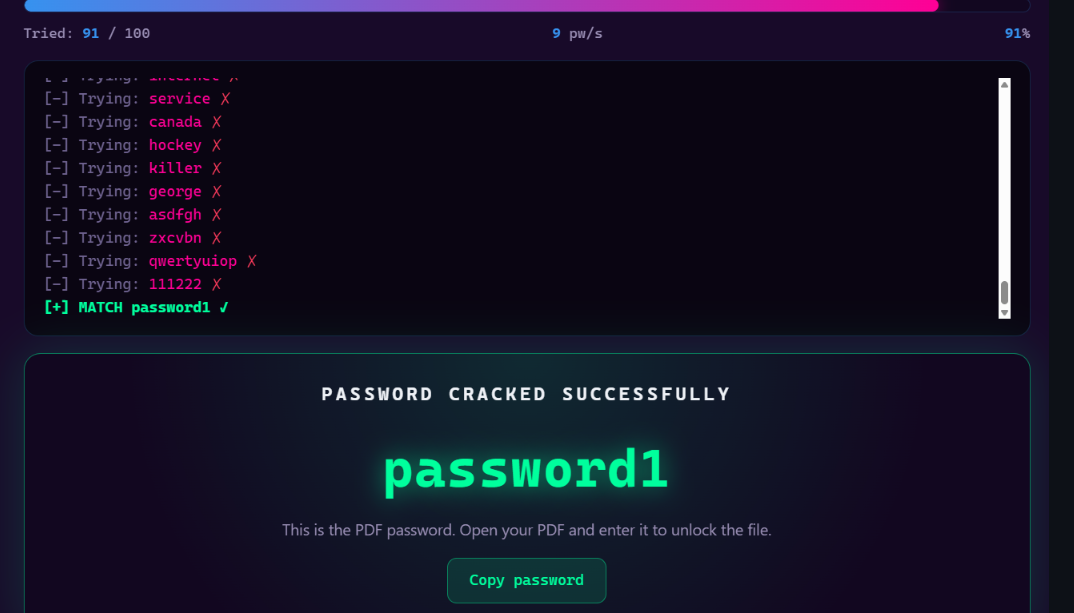 Tried: 91 / 100
9 pw/s
91%
[-] Trying: internet ✗
[-] Trying: service ✗
[-] Trying: canada ✗
[-] Trying: hockey ✗
[-] Trying: killer ✗
[-] Trying: george ✗
[-] Trying: asdfgh ✗
[-] Trying: zxcvbn ✗
[-] Trying: qwertyuiop ✗
[-] Trying: 111222 ✗
[+] MATCH password1 ✓
PASSWORD CRACKED SUCCESSFULLY
password1
This is the PDF password. Open your PDF and enter it to unlock the file.
Copy password